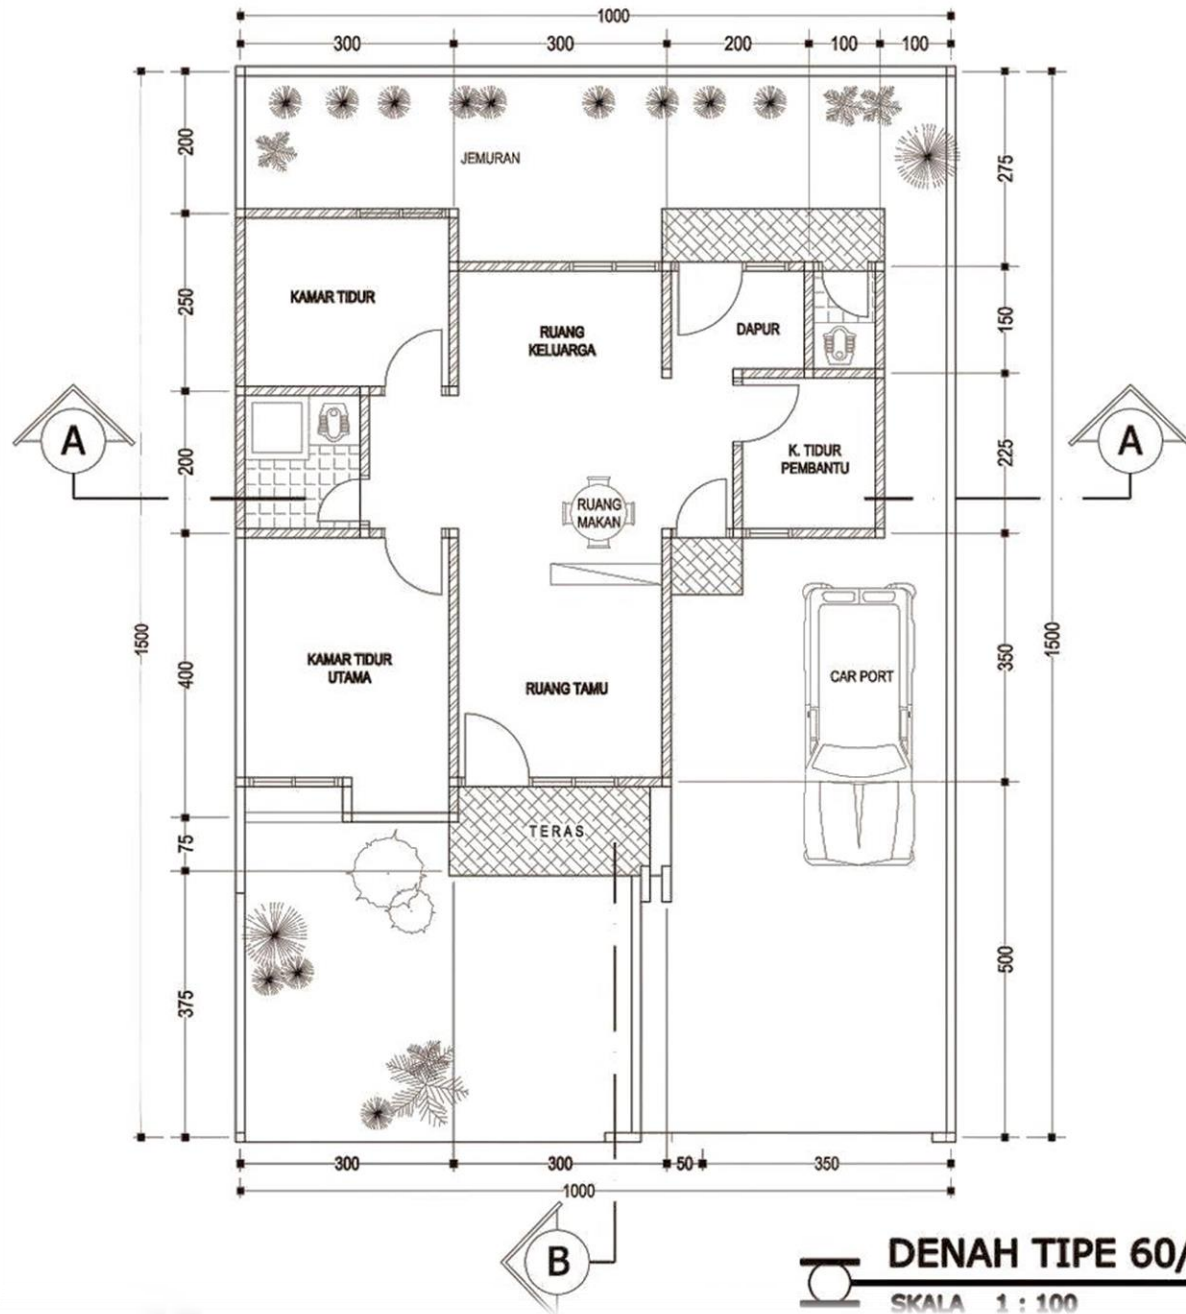 1000
300 300 200 100 100
200
JEMURAN
275
250
KAMAR TIDUR
RUANG
KELUARGA
DAPUR
150
A
200
K. TIDUR
PEMBANTU
225
A
RUANG
MAKAN
1500
400
KAMAR TIDUR
UTAMA
RUANG TAMU
CAR PORT
350
1500
75
TERAS
375
500
300 300 50 350
1000
B
DENAH TIPE 60/
SKALA 1 : 100